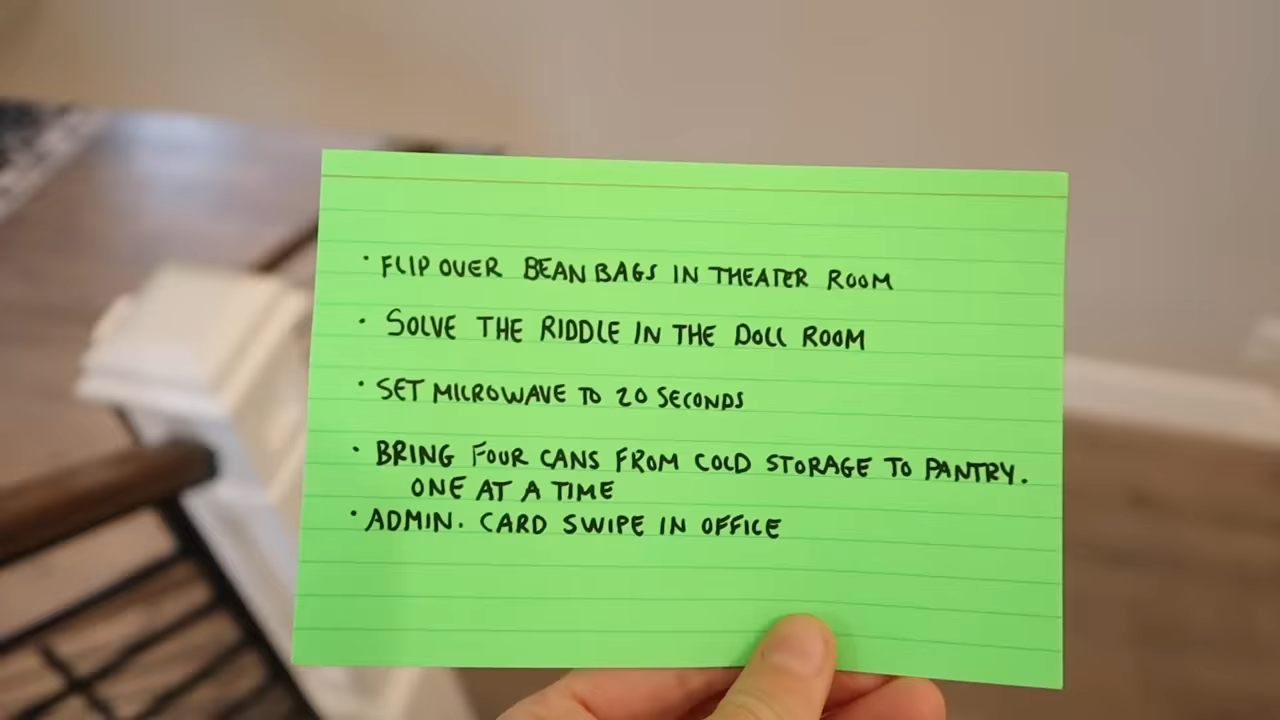 · FLIP OVER BEAN BAGS IN THEATER ROOM
· SOLVE THE RIDDLE IN THE DOLL ROOM
· SET MICROWAVE TO 20 SECONDS
· BRING FOUR CANS FROM COLD STORAGE TO PANTRY.
ONE AT A TIME
· ADMIN. CARD SWIPE IN OFFICE